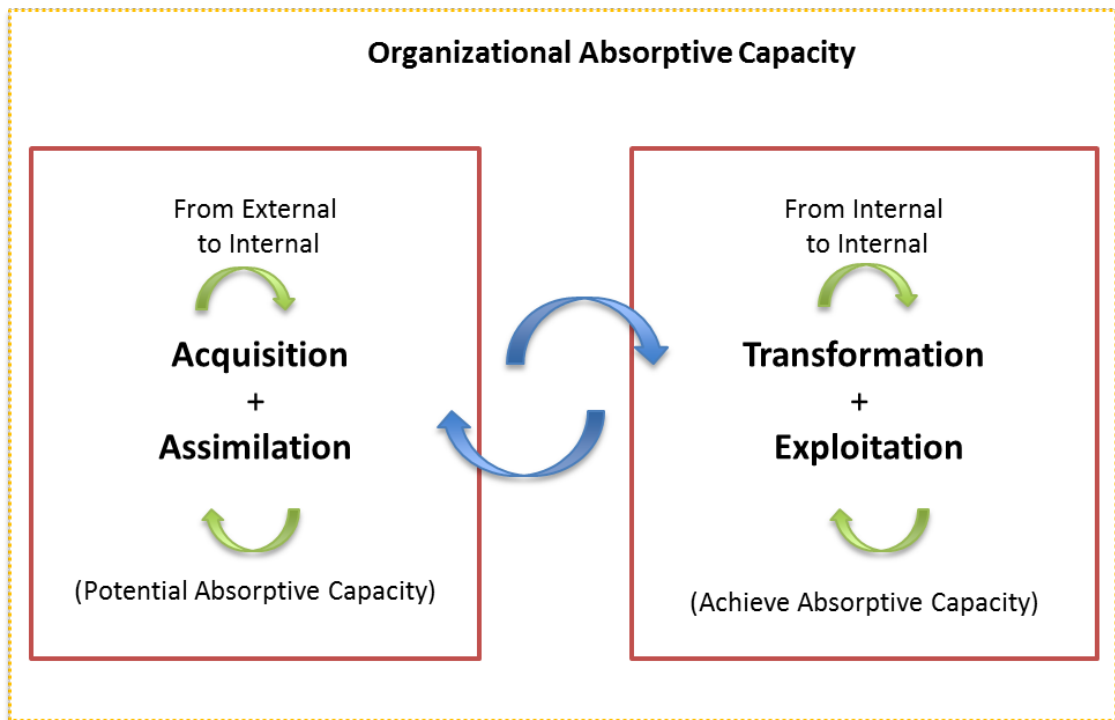 Organizational Absorptive Capacity
From External
to Internal
Acquisition
+
Assimilation
(Potential Absorptive Capacity)
From Internal
to Internal
Transformation
+
Exploitation
(Achieve Absorptive Capacity)